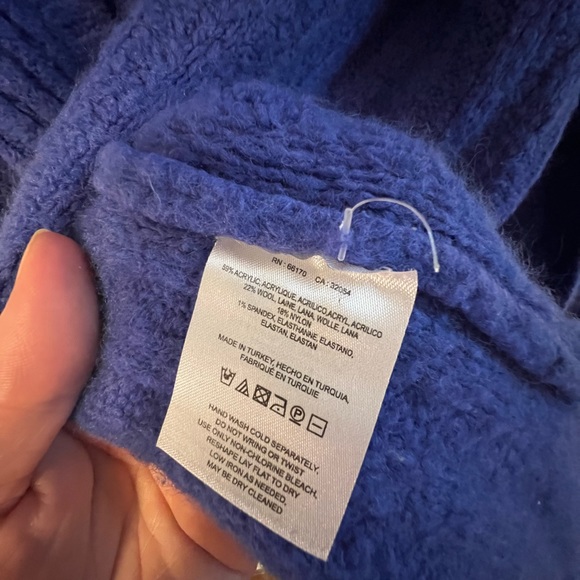 RN : 66170 CA : 32054
59% ACRYLIC, ACRYLIQUE, ACRILICO, ACRYL, ACRILICO
22% WOOL, LAINE, LANA, WOLLE, LANA
18% NYLON
1% SPANDEX, ELASTHANNE, ELASTANO,
ELASTAN, ELASTAN
MADE IN TURKEY, HECHO EN TURQUIA,
FABRIQUÉ EN TURQUIE
HAND WASH COLD SEPARATELY.
DO NOT WRING OR TWIST
USE ONLY NON-CHLORINE BLEACH,
RESHAPE LAY FLAT TO DRY
LOW IRON AS NEEDED,
MAY BE DRY CLEANED